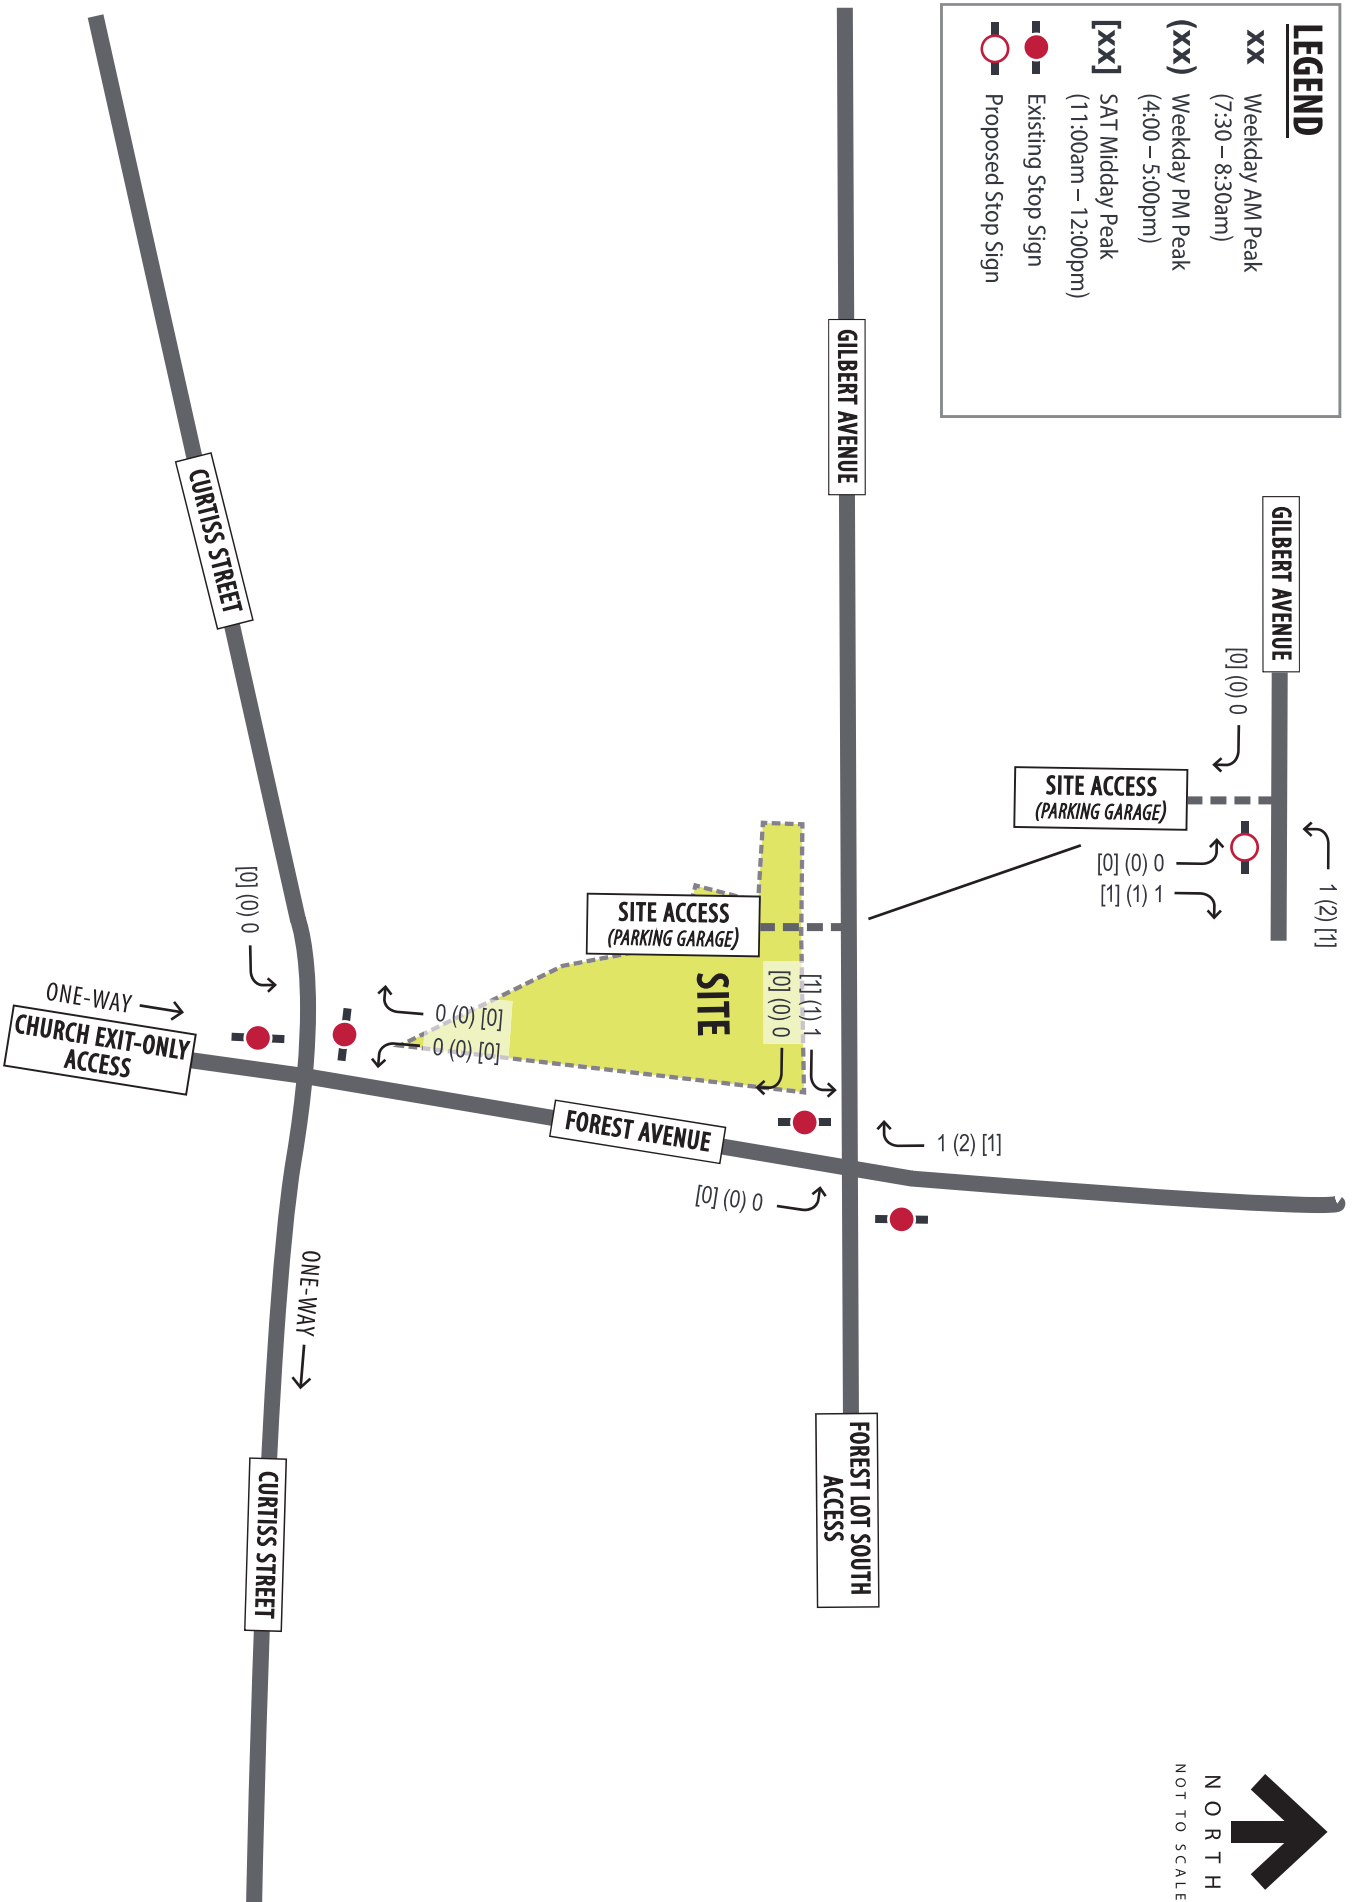 LEGEND
xx Weekday AM Peak
(7:30 – 8:30am)
(xx) Weekday PM Peak
(4:00 – 5:00pm)
[xx] SAT Midday Peak
(11:00am – 12:00pm)
Existing Stop Sign
Proposed Stop Sign
GILBERT AVENUE
[0] (0) 0
SITE ACCESS
(PARKING GARAGE)
[0] (0) 0
[1] (1) 1
1 (2) [1]
GILBERT AVENUE
SITE ACCESS
(PARKING GARAGE)
SITE
[1] (1) 1
[0] (0) 0
1 (2) [1]
[0] (0) 0
FOREST LOT SOUTH
ACCESS
FOREST AVENUE
0 (0) [0]
0 (0) [0]
CURTISS STREET
[0] (0) 0
ONE-WAY
CHURCH EXIT-ONLY
ACCESS
ONE-WAY
CURTISS STREET
NORTH
NOT TO SCALE